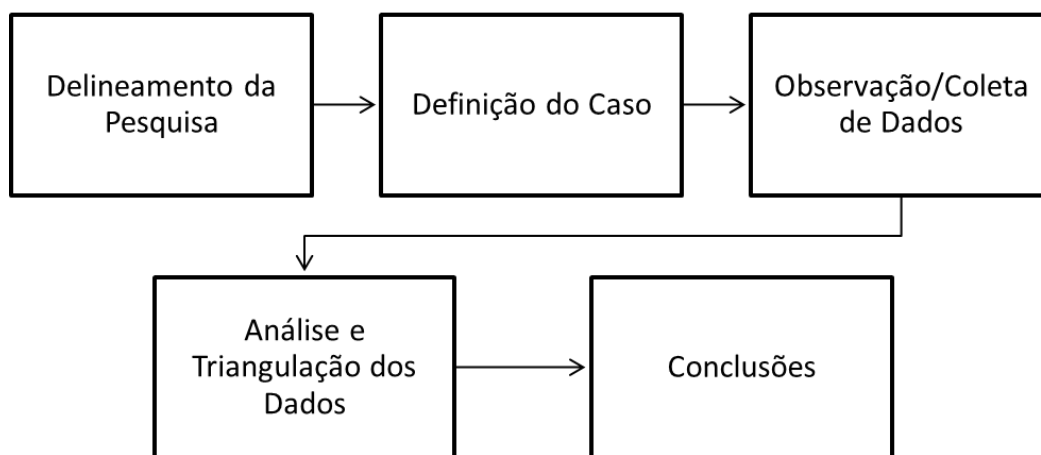 Delineamento da
Pesquisa
Definição do Caso
Observação/Coleta
de Dados
Análise e
Triangulação dos
Dados
Conclusões